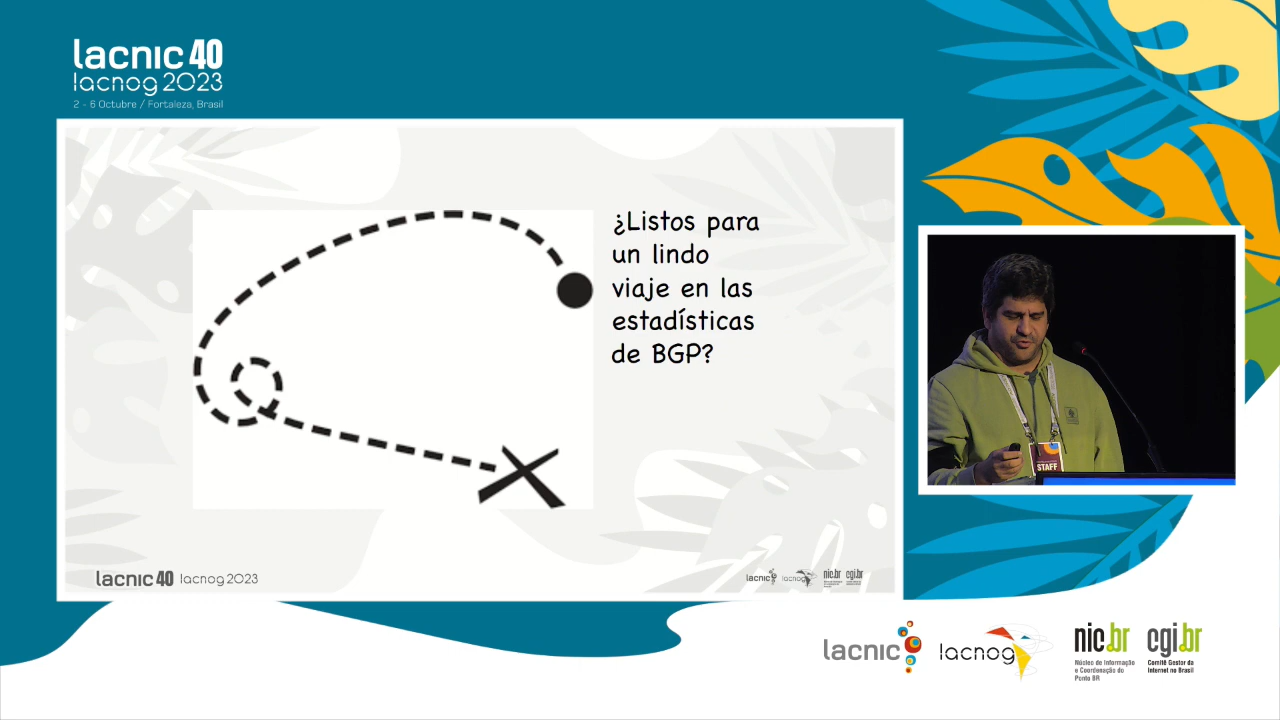 lacnic 40
lacnog 2023
2 - 6 Octubre / Fortaleza, Brasil
¿Listos para
un lindo
viaje en las
estadísticas
de BGP?
STAFF
lacnic 40 lacnog 2023
lacnic lacnog nic.br cgi.br
lacnic lacnog nic.br cgi.br
Núcleo de Informação
e Coordenação do
Ponto BR
Comitê Gestor da
Internet no Brasil